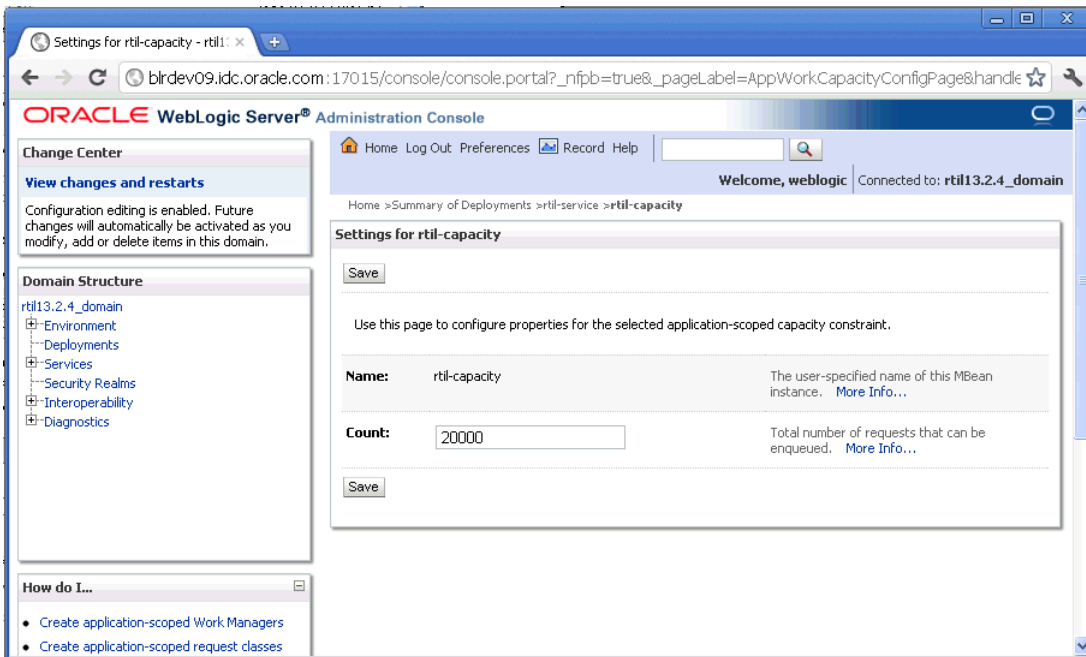 Settings for rtil-capacity - rtil1
blrdev09.idc.oracle.com:17015/console/console.portal?_nfpb=true&_pageLabel=AppWorkCapacityConfigPage&handle
ORACLE WebLogic Server® Administration Console
Change Center
View changes and restarts
Configuration editing is enabled. Future
changes will automatically be activated as you
modify, add or delete items in this domain.
Domain Structure
rtil13.2.4_domain
Environment
Deployments
Services
Security Realms
Interoperability
Diagnostics
How do I...
Create application-scoped Work Managers
Create application-scoped request classes
Home Log Out Preferences Record Help
Welcome, weblogic Connected to: rtil13.2.4_domain
Home >Summary of Deployments >rtil-service >rtil-capacity
Settings for rtil-capacity
Save
Use this page to configure properties for the selected application-scoped capacity constraint.
Name: rtil-capacity The user-specified name of this MBean
instance. More Info...
Count: 20000 Total number of requests that can be
enqueued. More Info...
Save